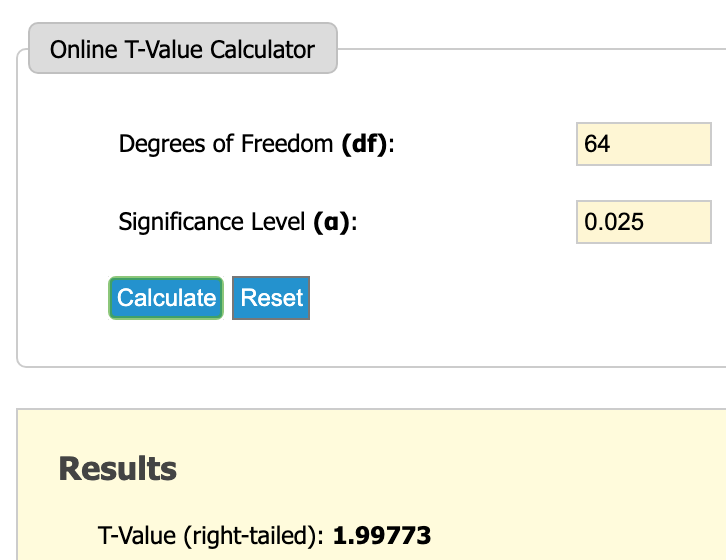 Online T-Value Calculator
Degrees of Freedom (df): 64
Significance Level (α): 0.025
Calculate Reset
Results
T-Value (right-tailed): 1.99773